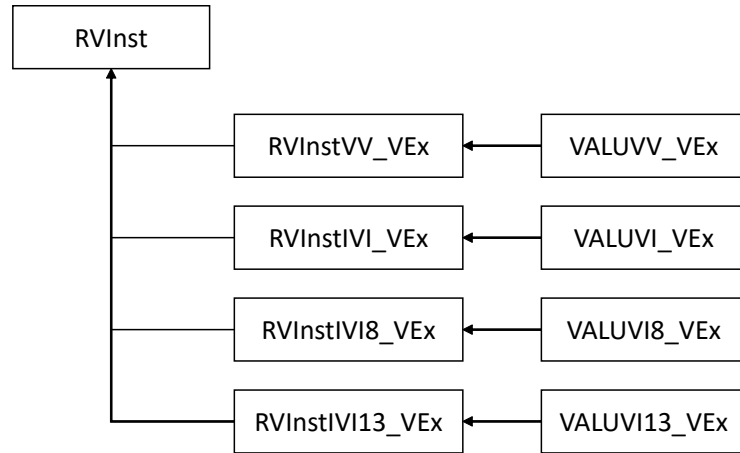 RVInst
RVInstVV_VEx
VALUVV_VEx
RVInstIVI_VEx
VALUVI_VEx
RVInstIVI8_VEx
VALUVI8_VEx
RVInstIVI13_VEx
VALUVI13_VEx